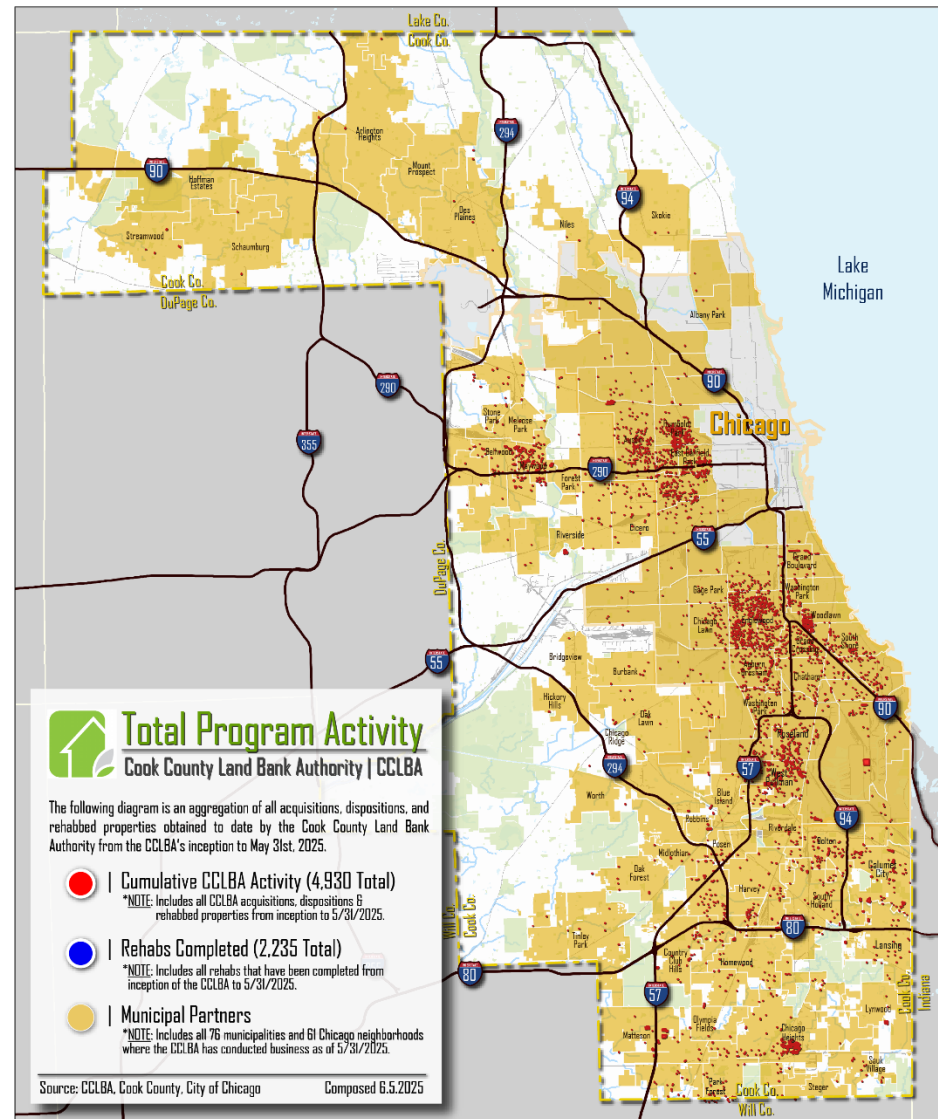 Lake Co.
Cook Co.
Arlington
Heights
294
90
Mount
Prospect
Hoffman
Estates
94
Des
Plaines
Skokie
Niles
Streamwood
Schaumburg
Lake
Michigan
Cook Co.
DuPage Co.
Albany Park
290
90
Stone
Park
Melrose
Park
Chicago
Bellwood
355
290
Forest
Park
Cicero
Riverside
55
DuPage Co.
Grand
Boulevard
Washington
Park
Gage Park
Woodlawn
Chicago
Lawn
South
Shore
Bridgeview
55
Burbank
Chatham
Hickory
Hills
Washington
Park
Oak
Lawn
90
Chicago
Ridge
Roseland
294
57
Worth
Blue
Island
94
Robbins
Riverdale
Posen
Dolton
Midlothian
Oak
Forest
Calumet
City
Harvey
South
Holland
80
Tinley
Park
Will Co.
Cook Co.
Lansing
Country
Club
Hills
Homewood
80
57
Cook Co.
Indiana
Lynwood
Olympia
Fields
Matteson
Chicago
Heights
Sauk
Village
Park
Forest
Steger
Cook Co.
Will Co.
Total Program Activity
Cook County Land Bank Authority | CCLBA
The following diagram is an aggregation of all acquisitions, dispositions, and
rehabbed properties obtained to date by the Cook County Land Bank
Authority from the CCLBA's inception to May 31st, 2025.
| Cumulative CCLBA Activity (4,930 Total)
*NOTE: Includes all CCLBA acquisitions, dispositions &
rehabbed properties from inception to 5/31/2025.
| Rehabs Completed (2,235 Total)
*NOTE: Includes all rehabs that have been completed from
inception of the CCLBA to 5/31/2025.
| Municipal Partners
*NOTE: Includes all 76 municipalities and 61 Chicago neighborhoods
where the CCLBA has conducted business as of 5/31/2025.
Source: CCLBA, Cook County, City of Chicago Composed 6.5.2025